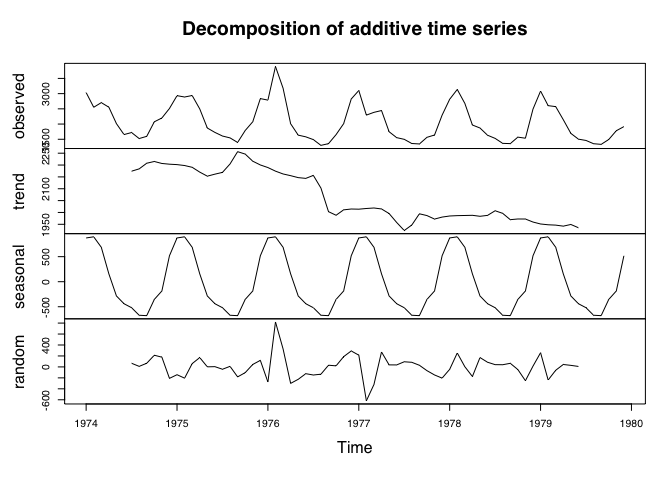 Decomposition of additive time series
observed
3000
trend
2100
1950
seasonal
500
0
-500
random
400
0
-600
1974
1975
1976
1977
1978
1979
1980
Time